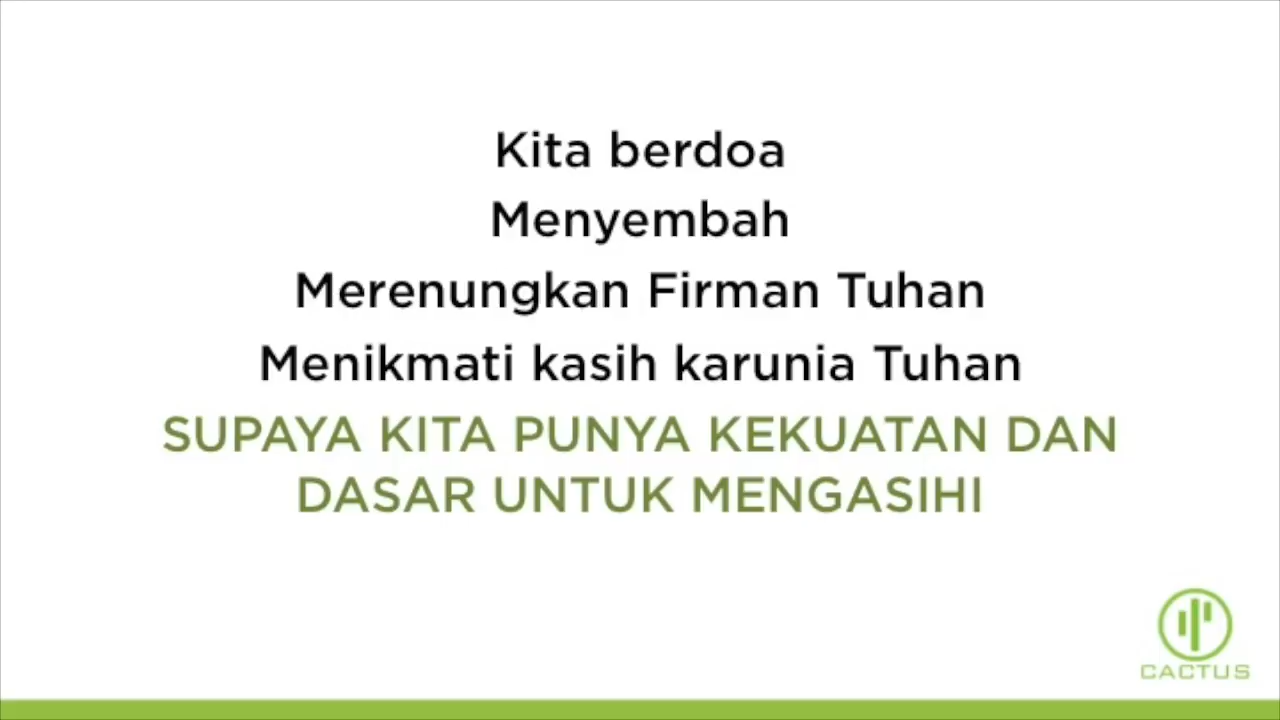 Kita berdoa
Menyembah
Merenungkan Firman Tuhan
Menikmati kasih karunia Tuhan
SUPAYA KITA PUNYA KEKUATAN DAN
DASAR UNTUK MENGASIHI
CACTUS